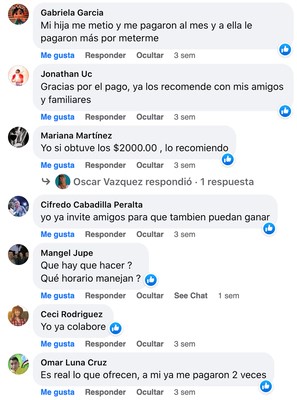 Gabriela Garcia
Mi hija me metio y me pagaron al mes y a ella le
pagaron más por meterme
Me gusta Responder Ocultar 3 sem
Jonathan Uc
Gracias por el pago, ya los recomende con mis amigos
y familiares
Me gusta Responder Ocultar 3 sem
Mariana Martínez
Yo si obtuve los $2000.00 , lo recomiendo
Me gusta Responder Ocultar 3 sem
Oscar Vazquez respondió · 1 respuesta
Cifredo Cabadilla Peralta
yo ya invite amigos para que tambien puedan ganar
Me gusta Responder Ocultar 3 sem
Mangel Jupe
Que hay que hacer ?
Qué horario manejan ?
Me gusta Responder Ocultar See Chat 1 sem
Ceci Rodriguez
Yo ya colabore
Me gusta Responder Ocultar 3 sem
Omar Luna Cruz
Es real lo que ofrecen, a mi ya me pagaron 2 veces
Me gusta Responder Ocultar 3 sem